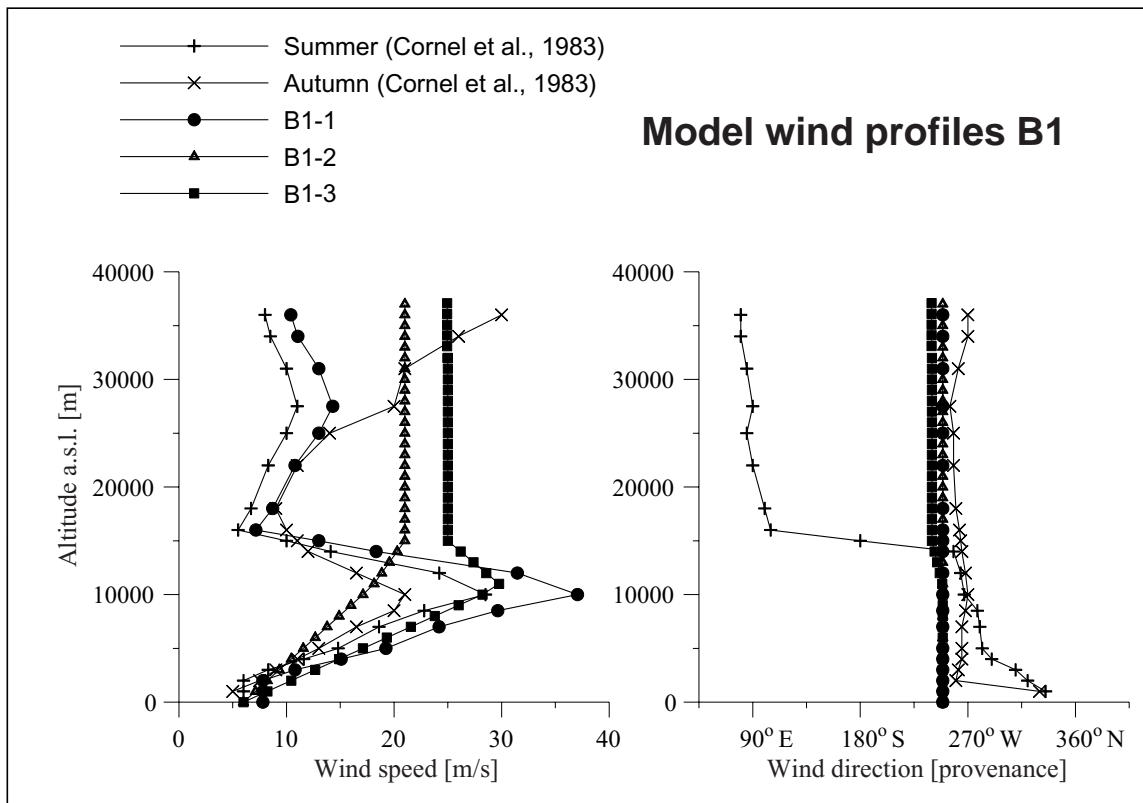 Summer (Cornel et al., 1983)
Autumn (Cornel et al., 1983)
B1-1
B1-2
B1-3
Model wind profiles B1
Altitude a.s.l. [m]
40000
30000
20000
10000
0
0 10 20 30 40
Wind speed [m/s]
40000
30000
20000
10000
0
90° E 180° S 270° W 360° N
Wind direction [provenance]